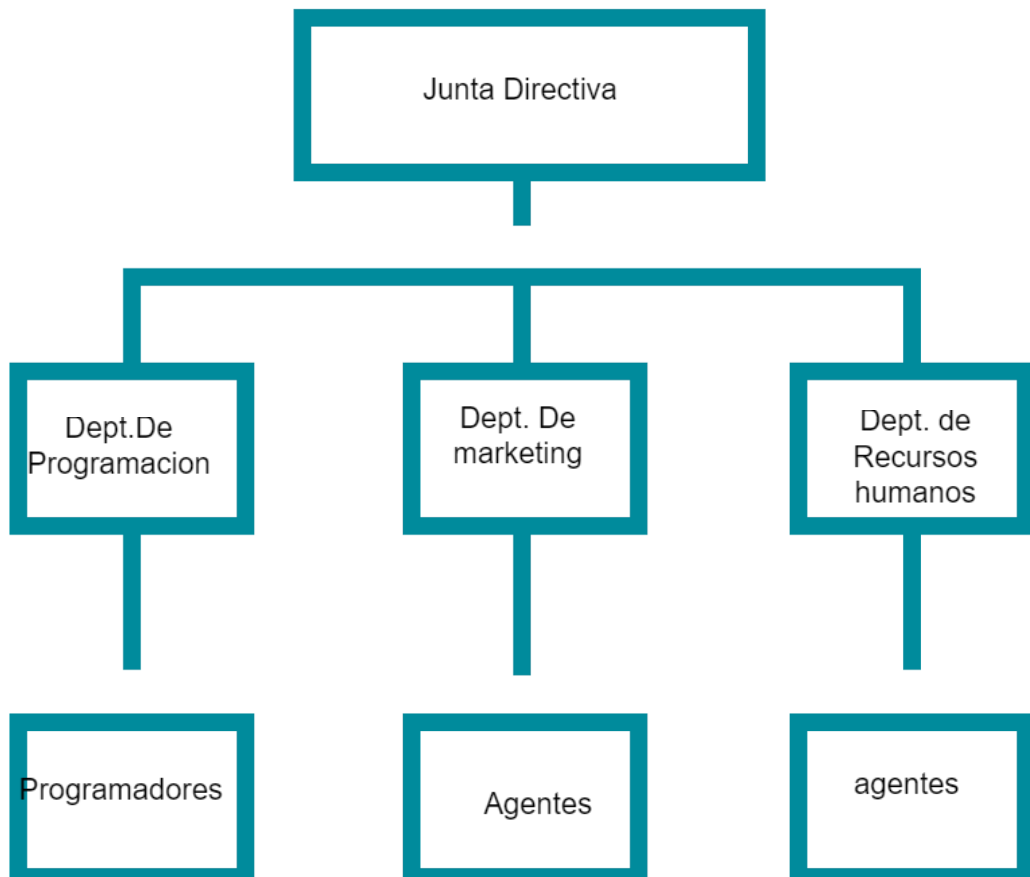 Junta Directiva
Dept.De
Programacion
Dept. De
marketing
Dept. de
Recursos
humanos
Programadores
Agentes
agentes